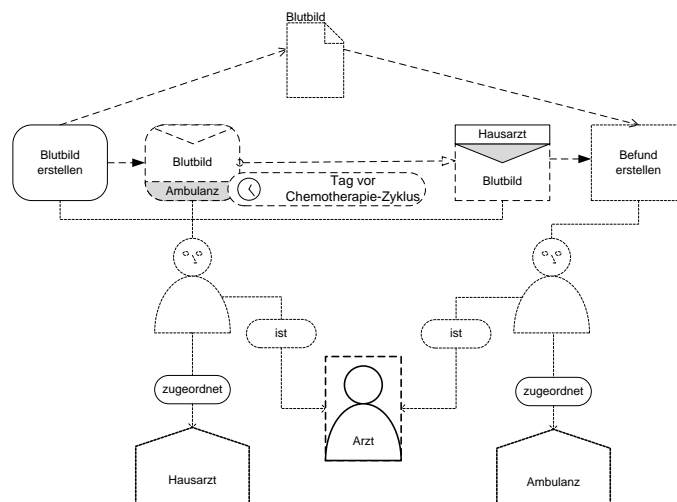 Blutbild
Blutbild
erstellen
Blutbild
Ambulanz
Tag vor
Chemotherapie-Zyklus
Hausarzt
Blutbild
Befund
erstellen
ist
ist
zugeordnet
Arzt
zugeordnet
Hausarzt
Ambulanz